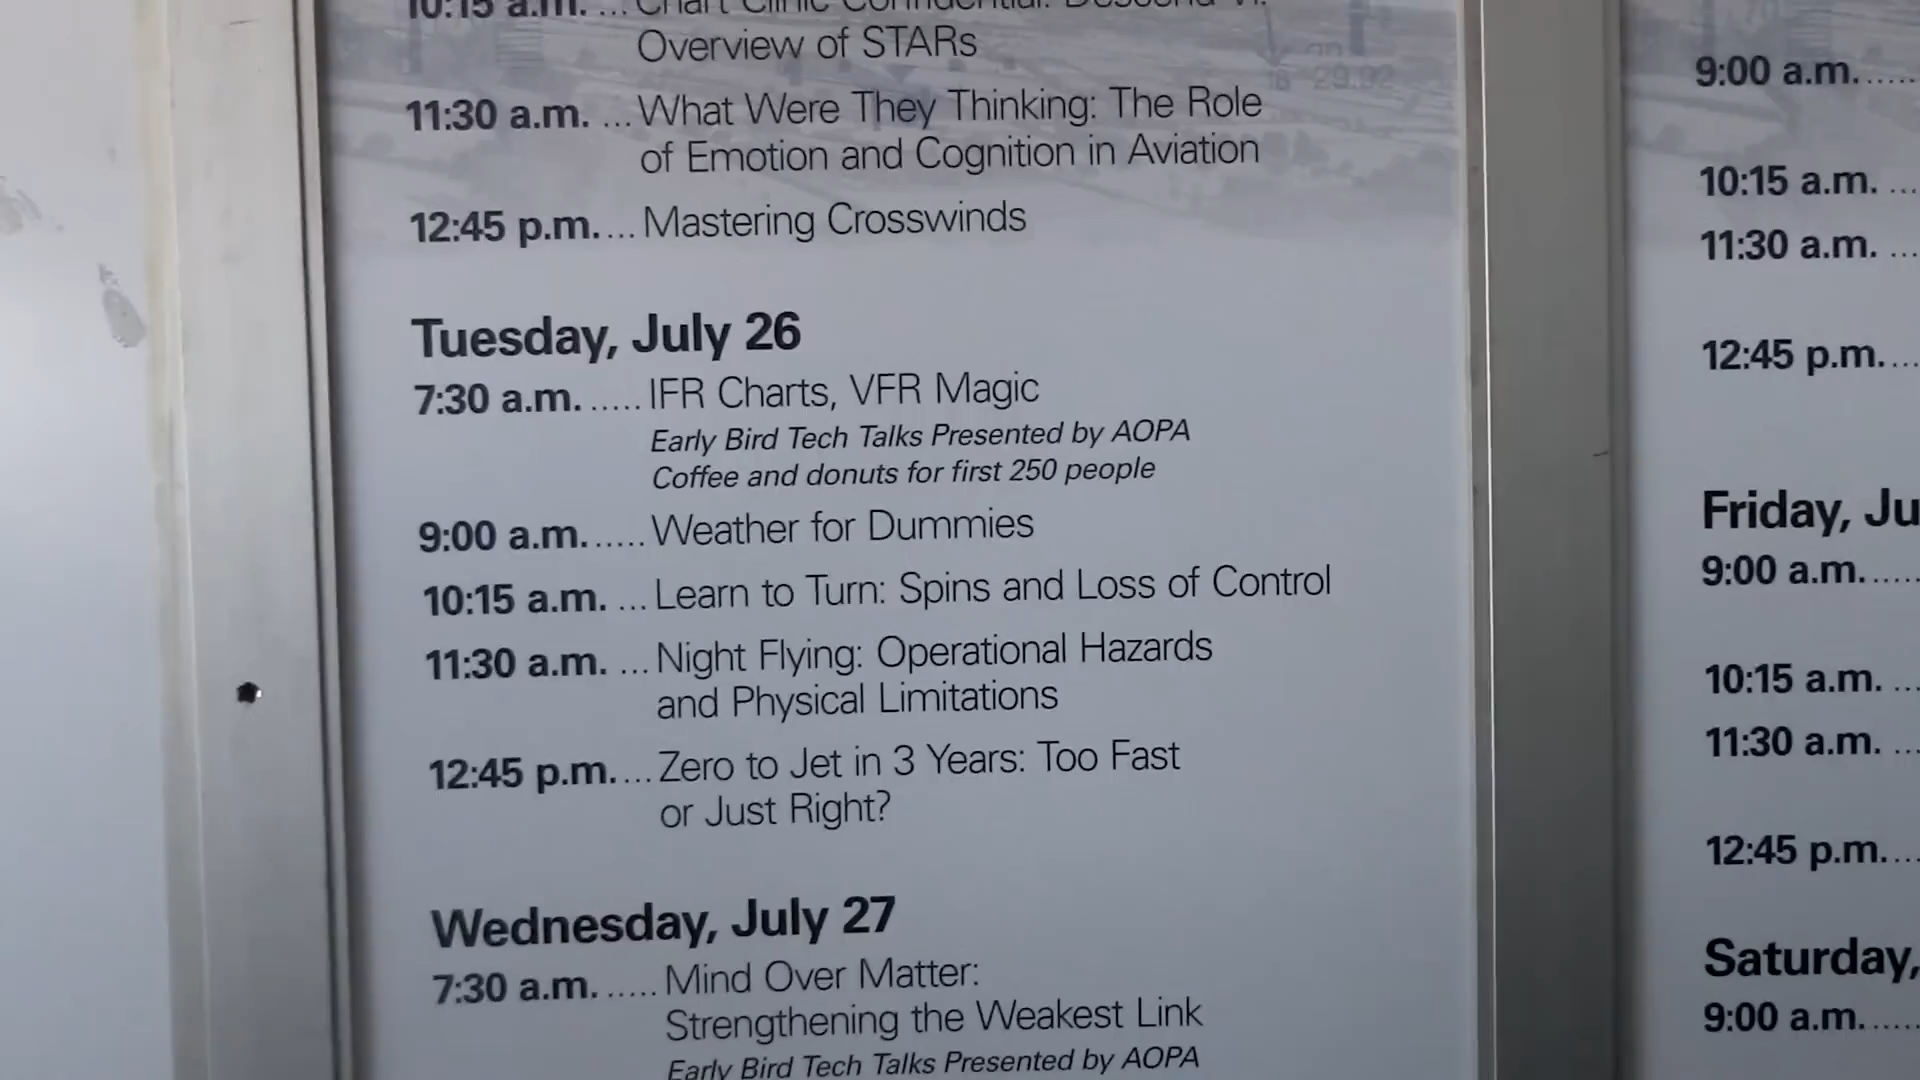 10:15 a.m. ... Chart Clinic Confidential: Descend Vi
Overview of STARs
11:30 a.m. ... What Were They Thinking: The Role
of Emotion and Cognition in Aviation
12:45 p.m. ... Mastering Crosswinds
Tuesday, July 26
7:30 a.m. ..... IFR Charts, VFR Magic
Early Bird Tech Talks Presented by AOPA
Coffee and donuts for first 250 people
9:00 a.m. ..... Weather for Dummies
10:15 a.m. ... Learn to Turn: Spins and Loss of Control
11:30 a.m. ... Night Flying: Operational Hazards
and Physical Limitations
12:45 p.m. ... Zero to Jet in 3 Years: Too Fast
or Just Right?
Wednesday, July 27
7:30 a.m. ..... Mind Over Matter:
Strengthening the Weakest Link
Early Bird Tech Talks Presented by AOPA
9:00 a.m. .....
10:15 a.m. ...
11:30 a.m. ...
12:45 p.m. ...
Friday, Ju
9:00 a.m. .....
10:15 a.m. ...
11:30 a.m. ...
12:45 p.m. ...
Saturday,
9:00 a.m. .....
29.92